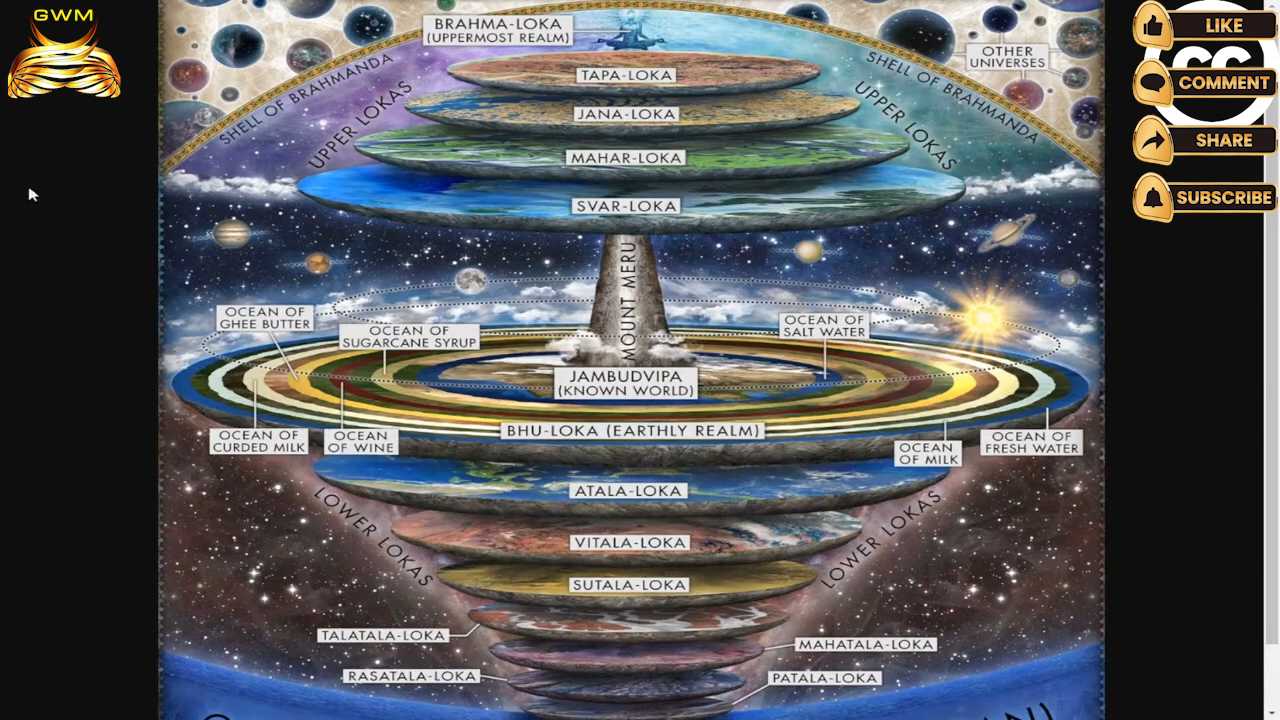 GWM
BRAHMA-LOKA
(UPPERMOST REALM)
OTHER
UNIVERSES
SHELL OF BRAHMANDA
SHELL OF BRAHMANDA
UPPER LOKAS
UPPER LOKAS
TAPA-LOKA
JANA-LOKA
MAHAR-LOKA
SVAR-LOKA
MOUNT MERU
OCEAN OF
GHEE BUTTER
OCEAN OF
SUGARCANE SYRUP
OCEAN OF
SALT WATER
JAMBUDVIPA
(KNOWN WORLD)
BHU-LOKA (EARTHLY REALM)
OCEAN OF
CURDED MILK
OCEAN
OF WINE
OCEAN
OF MILK
OCEAN OF
FRESH WATER
ATALA-LOKA
LOWER LOKAS
LOWER LOKAS
VITALA-LOKA
SUTALA-LOKA
TALATALA-LOKA
MAHATALA-LOKA
RASATALA-LOKA
PATALA-LOKA
LIKE
COMMENT
SHARE
SUBSCRIBE